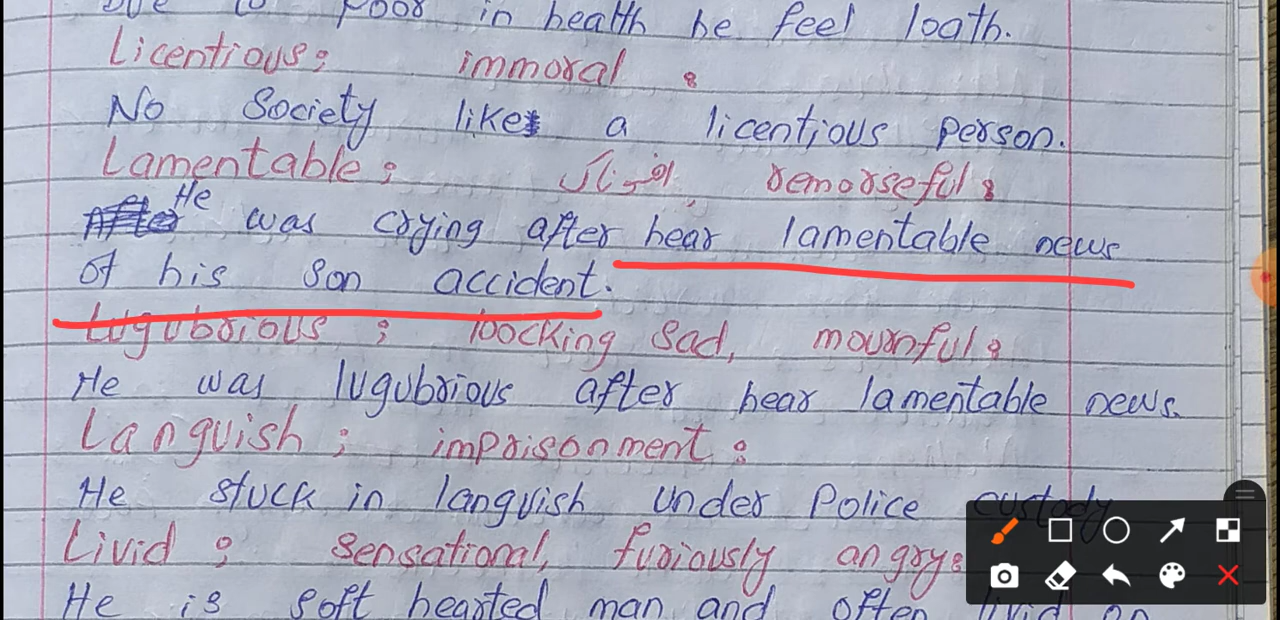 Due to poor in health he feel loath.
Licentious: immoral :
No Society likes a licentious person.
Lamentable: remorseful :
He was crying after hear lamentable news
of his son accident.
Lugubrious : loocking sad, mournful :
He was lugubrious after hear lamentable news.
Languish : imprisonment :
He stuck in languish under Police custody
Livid : sensational, furiously angry:
He is soft hearted man and often livid on